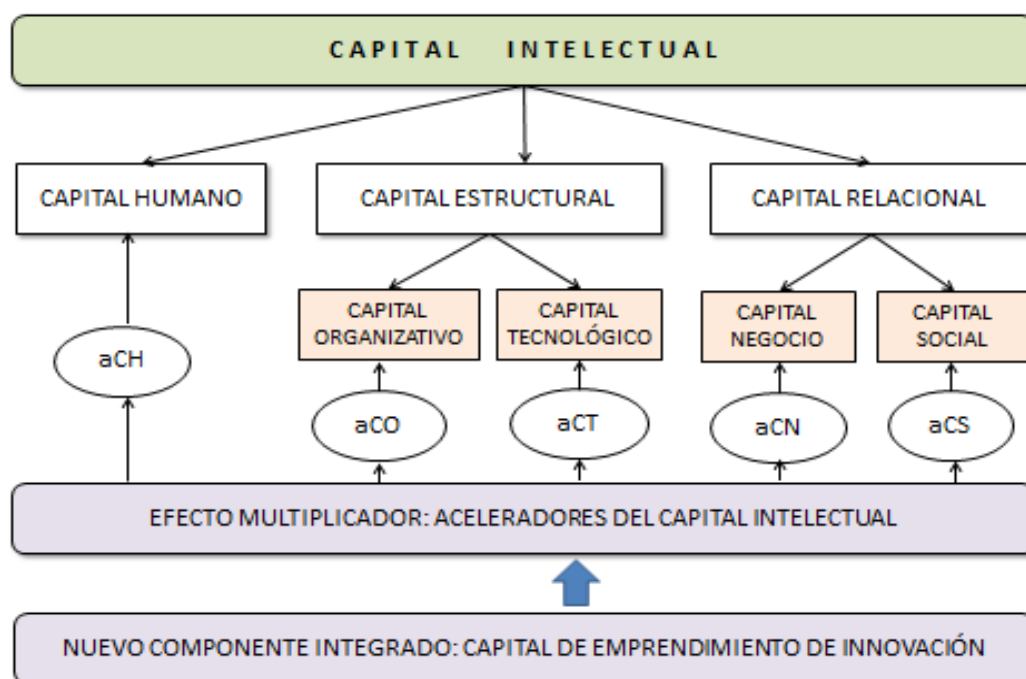 CAPITAL INTELECTUAL
CAPITAL HUMANO
CAPITAL ESTRUCTURAL
CAPITAL RELACIONAL
CAPITAL
ORGANIZATIVO
CAPITAL
TECNOLÓGICO
CAPITAL
NEGOCIO
CAPITAL
SOCIAL
aCH
aCO
aCT
aCN
aCS
EFECTO MULTIPLICADOR: ACELERADORES DEL CAPITAL INTELECTUAL
NUEVO COMPONENTE INTEGRADO: CAPITAL DE EMPRENDIMIENTO DE INNOVACIÓN